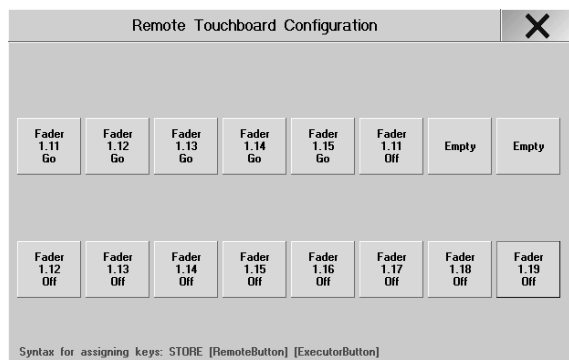 Remote Touchboard Configuration
Fader Fader Fader Fader Fader Fader
1.11 1.12 1.13 1.14 1.15 1.11 Empty Empty
Go Go Go Go Go Off
Fader Fader Fader Fader Fader Fader Fader Fader
1.12 1.13 1.14 1.15 1.16 1.17 1.18 1.19
Off Off Off Off Off Off Off Off
Syntax for assigning keys: STORE [RemoteButton] [ExecutorButton]